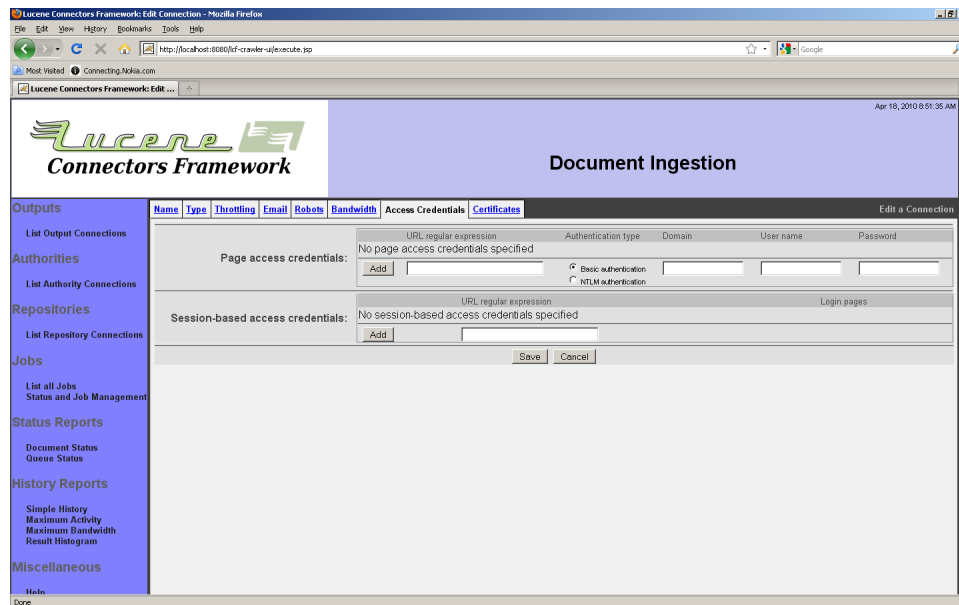 Lucene Connectors Framework: Edit Connection - Mozilla Firefox
File Edit View History Bookmarks Tools Help
http://localhost:8080/lcf-crawler-ui/execute.jsp
Google
Most Visited Connecting.Nokia.com
Lucene Connectors Framework: Edit ...
Apr 18, 2010 8:51:35 AM
Lucene
Connectors Framework
Document Ingestion
Name Type Throttling Email Robots Bandwidth Access Credentials Certificates Edit a Connection
Outputs
List Output Connections
Authorities
List Authority Connections
Repositories
List Repository Connections
Jobs
List all Jobs
Status and Job Management
Status Reports
Document Status
Queue Status
History Reports
Simple History
Maximum Activity
Maximum Bandwidth
Result Histogram
Miscellaneous
Help
Page access credentials:
URL regular expression Authentication type Domain User name Password
No page access credentials specified
Add Basic authentication
NTLM authentication
Session-based access credentials:
URL regular expression Login pages
No session-based access credentials specified
Add
Save Cancel
Done